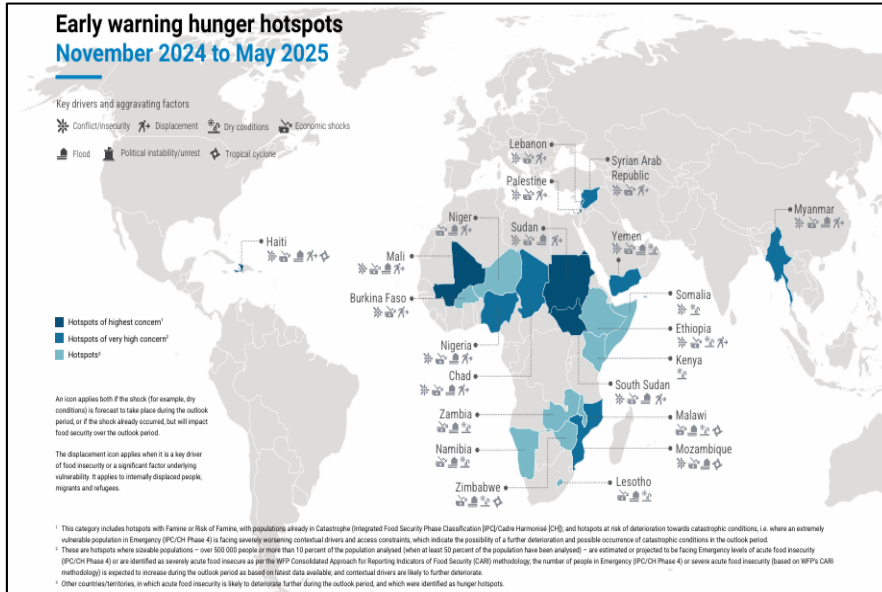 Early warning hunger hotspots
November 2024 to May 2025
Key drivers and aggravating factors
Conflict/insecurity Displacement Dry conditions Economic shocks
Flood Political instability/unrest Tropical cyclone
Lebanon
Syrian Arab
Republic
Palestine
Myanmar
Niger
Sudan
Yemen
Haiti
Mali
Burkina Faso
Somalia
Ethiopia
Kenya
Nigeria
Chad
South Sudan
Zambia
Malawi
Namibia
Mozambique
Zimbabwe
Lesotho
Hotspots of highest concern¹
Hotspots of very high concern²
Hotspots³
An icon applies both if the shock (for example, dry
conditions) is forecast to take place during the outlook
period, or if the shock already occurred, but will impact
food security over the outlook period.
The displacement icon applies when it is a key driver
of food insecurity or a significant factor underlying
vulnerability. It applies to internally displaced people,
migrants and refugees.
¹ This category includes hotspots with Famine or Risk of Famine, with populations already in Catastrophe (Integrated Food Security Phase Classification [IPC]/Cadre Harmonisé [CH]); and hotspots at risk of deterioration towards catastrophic conditions, i.e. where an extremely
vulnerable population in Emergency (IPC/CH Phase 4) is facing severely worsening contextual drivers and access constraints, which indicate the possibility of a further deterioration and possible occurrence of catastrophic conditions in the outlook period.
² These are hotspots where sizeable populations – over 500 000 people or more than 10 percent of the population analysed (when at least 50 percent of the population have been analysed) – are estimated or projected to be facing Emergency levels of acute food insecurity
(IPC/CH Phase 4) or are identified as severely acute food insecure as per the WFP Consolidated Approach for Reporting Indicators of Food Security (CARI) methodology; the number of people in Emergency (IPC/CH Phase 4) or severe acute food insecurity (based on WFP's CARI
methodology) is expected to increase during the outlook period as based on latest data available; and contextual drivers are likely to further deteriorate.
³ Other countries/territories, in which acute food insecurity is likely to deteriorate further during the outlook period, and which were identified as hunger hotspots.